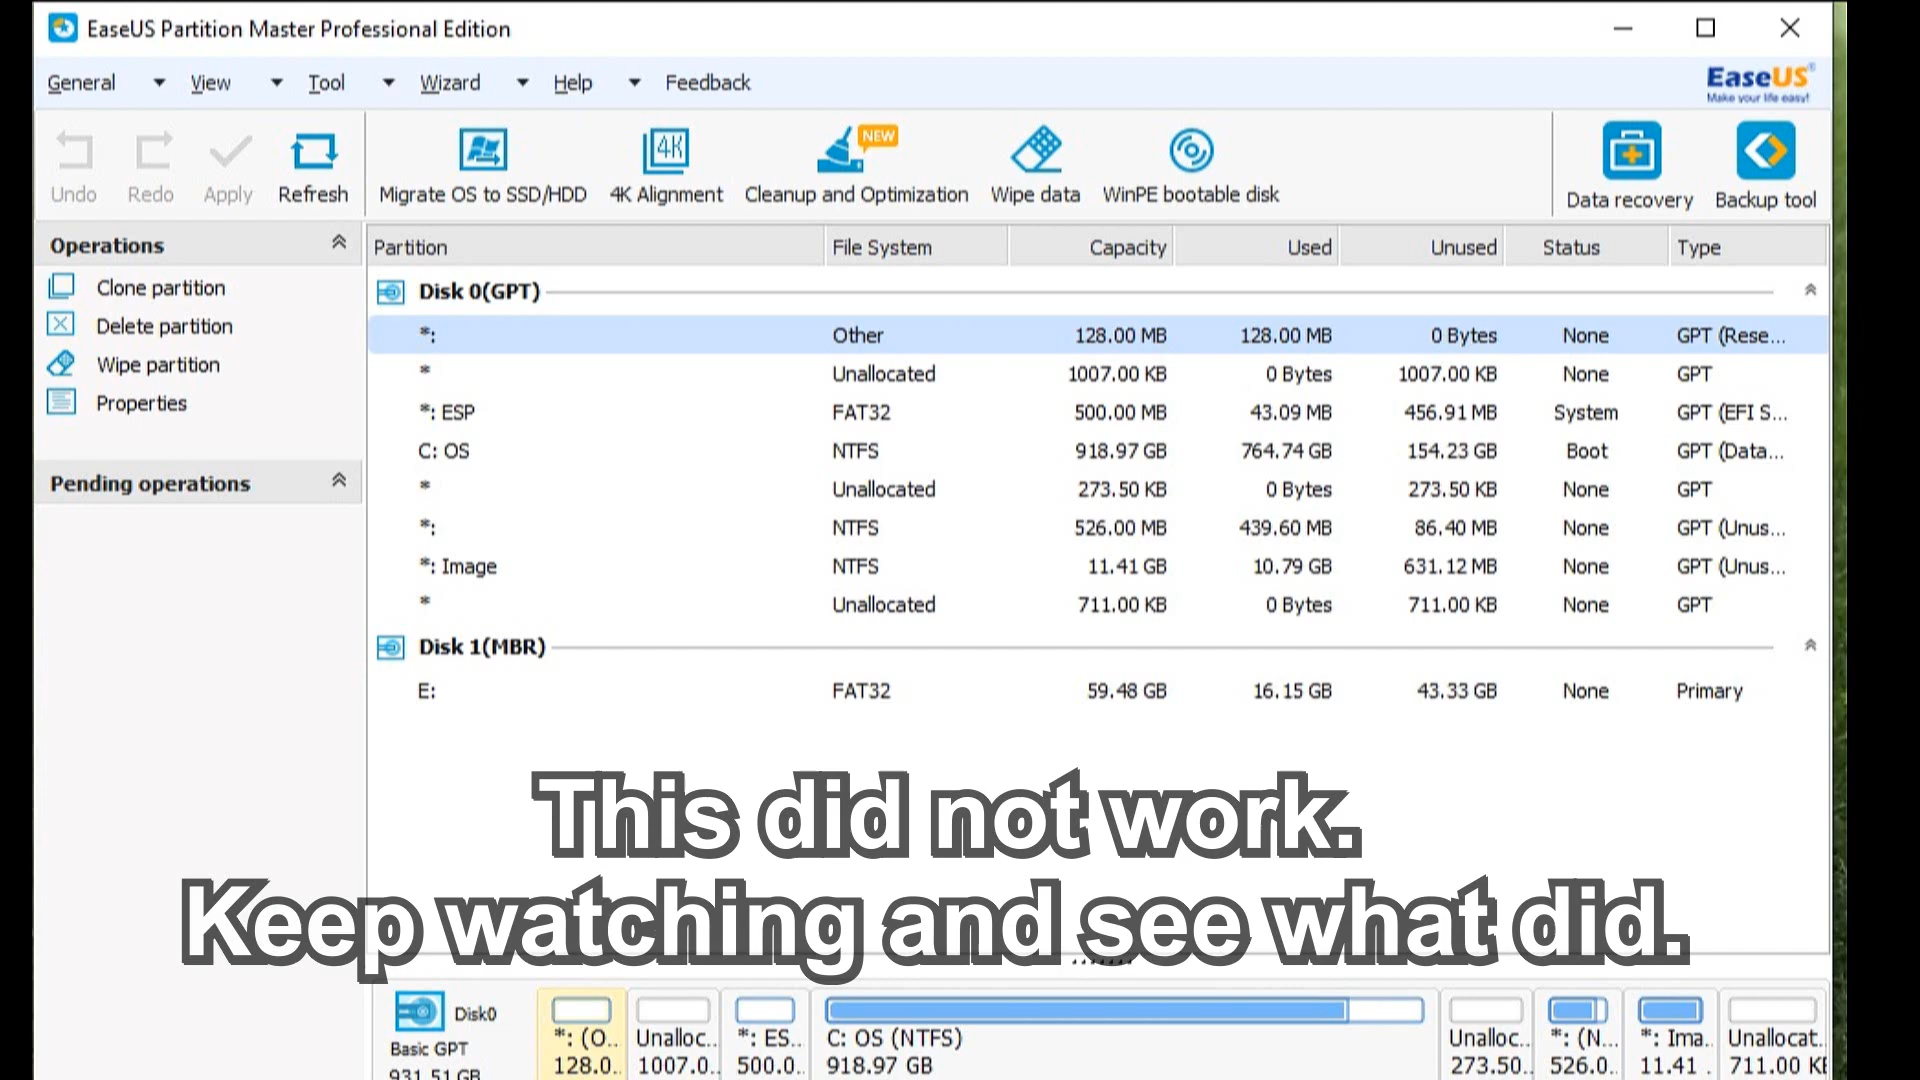 EaseUS Partition Master Professional Edition
General View Tool Wizard Help Feedback
EaseUS®
Make your life easy!
Undo Redo Apply Refresh Migrate OS to SSD/HDD 4K 4K Alignment NEW Cleanup and Optimization Wipe data WinPE bootable disk Data recovery Backup tool
Operations
Clone partition
Delete partition
Wipe partition
Properties
Pending operations
Partition File System Capacity Used Unused Status Type
Disk 0(GPT)
*: Other 128.00 MB 128.00 MB 0 Bytes None GPT (Rese...
* Unallocated 1007.00 KB 0 Bytes 1007.00 KB None GPT
*: ESP FAT32 500.00 MB 43.09 MB 456.91 MB System GPT (EFI S...
C: OS NTFS 918.97 GB 764.74 GB 154.23 GB Boot GPT (Data...
* Unallocated 273.50 KB 0 Bytes 273.50 KB None GPT
*: NTFS 526.00 MB 439.60 MB 86.40 MB None GPT (Unus...
*: Image NTFS 11.41 GB 10.79 GB 631.12 MB None GPT (Unus...
* Unallocated 711.00 KB 0 Bytes 711.00 KB None GPT
Disk 1(MBR)
E: FAT32 59.48 GB 16.15 GB 43.33 GB None Primary
This did not work.
Keep watching and see what did.
Disk0
Basic GPT
931.51 GB
*: (O.. Unalloc.. *: ES.. C: OS (NTFS) Unalloc.. *: (N... *: Ima.. Unallocat..
128.0.. 1007.0.. 500.0.. 918.97 GB 273.50.. 526.0.. 11.41 . 711.00 KB